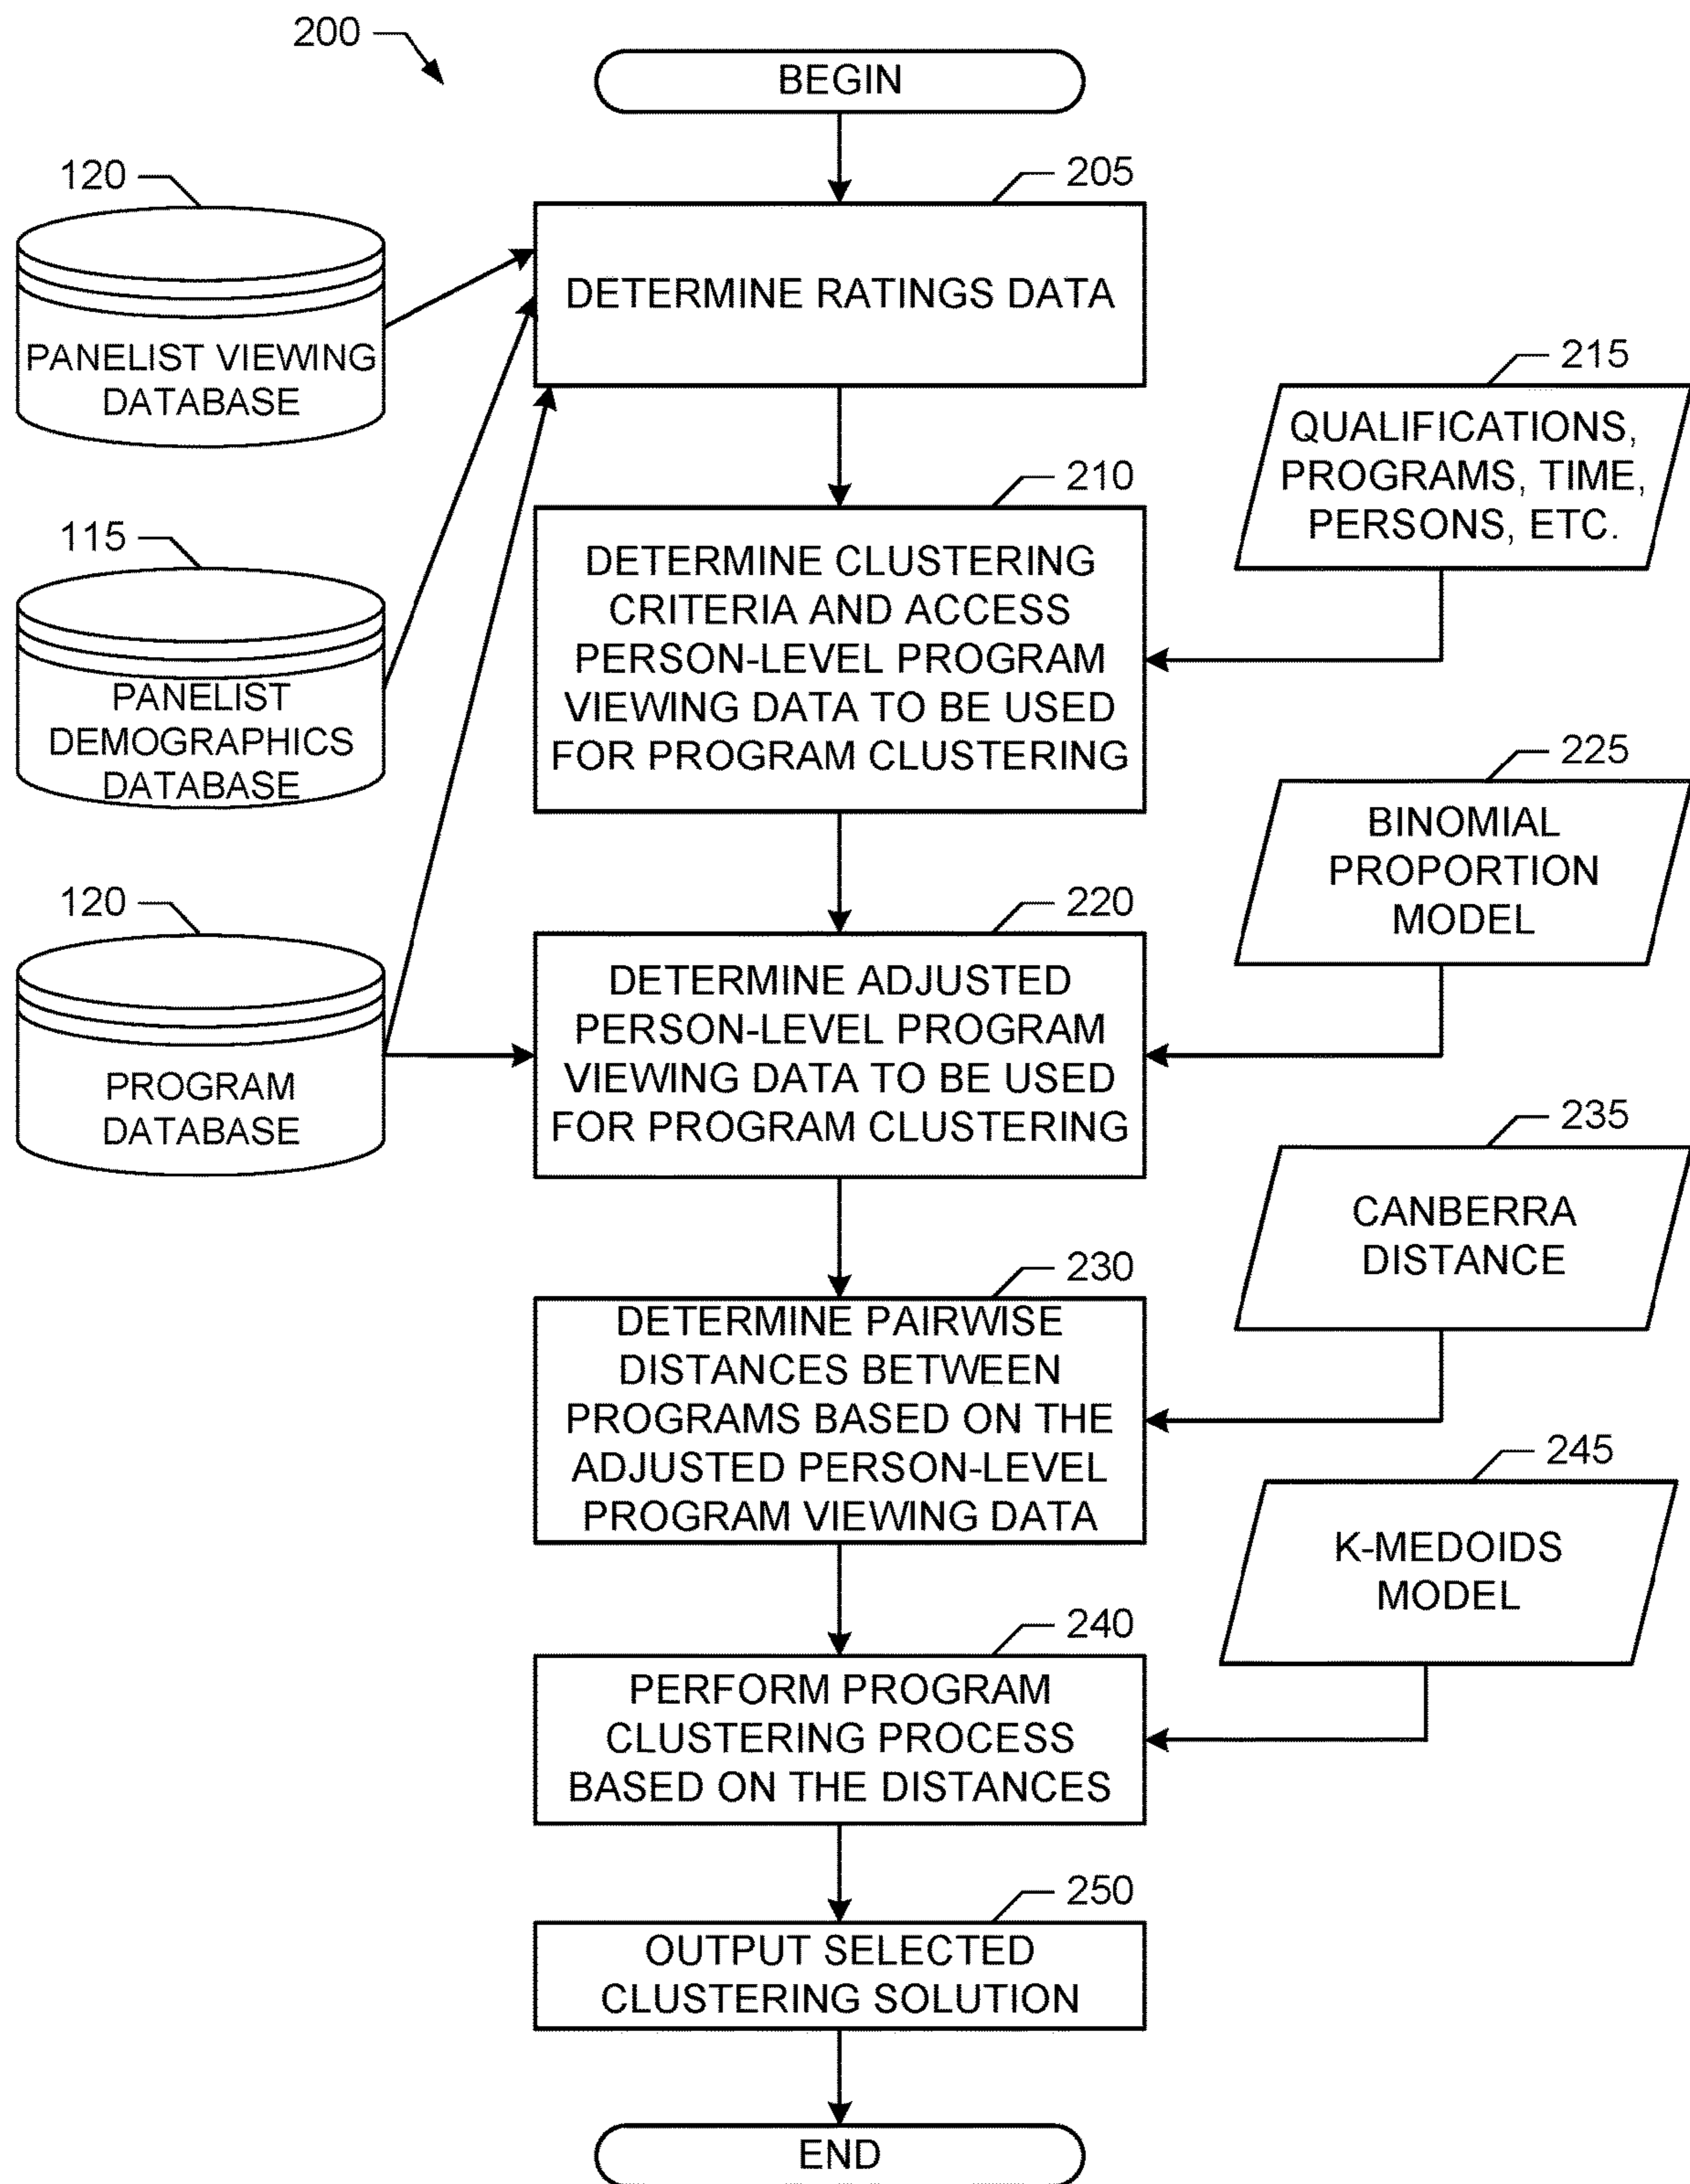 200
BEGIN
120
PANELIST VIEWING
DATABASE
205
DETERMINE RATINGS DATA
215
QUALIFICATIONS,
PROGRAMS, TIME,
PERSONS, ETC.
115
PANELIST
DEMOGRAPHICS
DATABASE
210
DETERMINE CLUSTERING
CRITERIA AND ACCESS
PERSON-LEVEL PROGRAM
VIEWING DATA TO BE USED
FOR PROGRAM CLUSTERING
225
BINOMIAL
PROPORTION
MODEL
120
PROGRAM
DATABASE
220
DETERMINE ADJUSTED
PERSON-LEVEL PROGRAM
VIEWING DATA TO BE USED
FOR PROGRAM CLUSTERING
235
CANBERRA
DISTANCE
230
DETERMINE PAIRWISE
DISTANCES BETWEEN
PROGRAMS BASED ON THE
ADJUSTED PERSON-LEVEL
PROGRAM VIEWING DATA
245
K-MEDOIDS
MODEL
240
PERFORM PROGRAM
CLUSTERING PROCESS
BASED ON THE DISTANCES
250
OUTPUT SELECTED
CLUSTERING SOLUTION
END